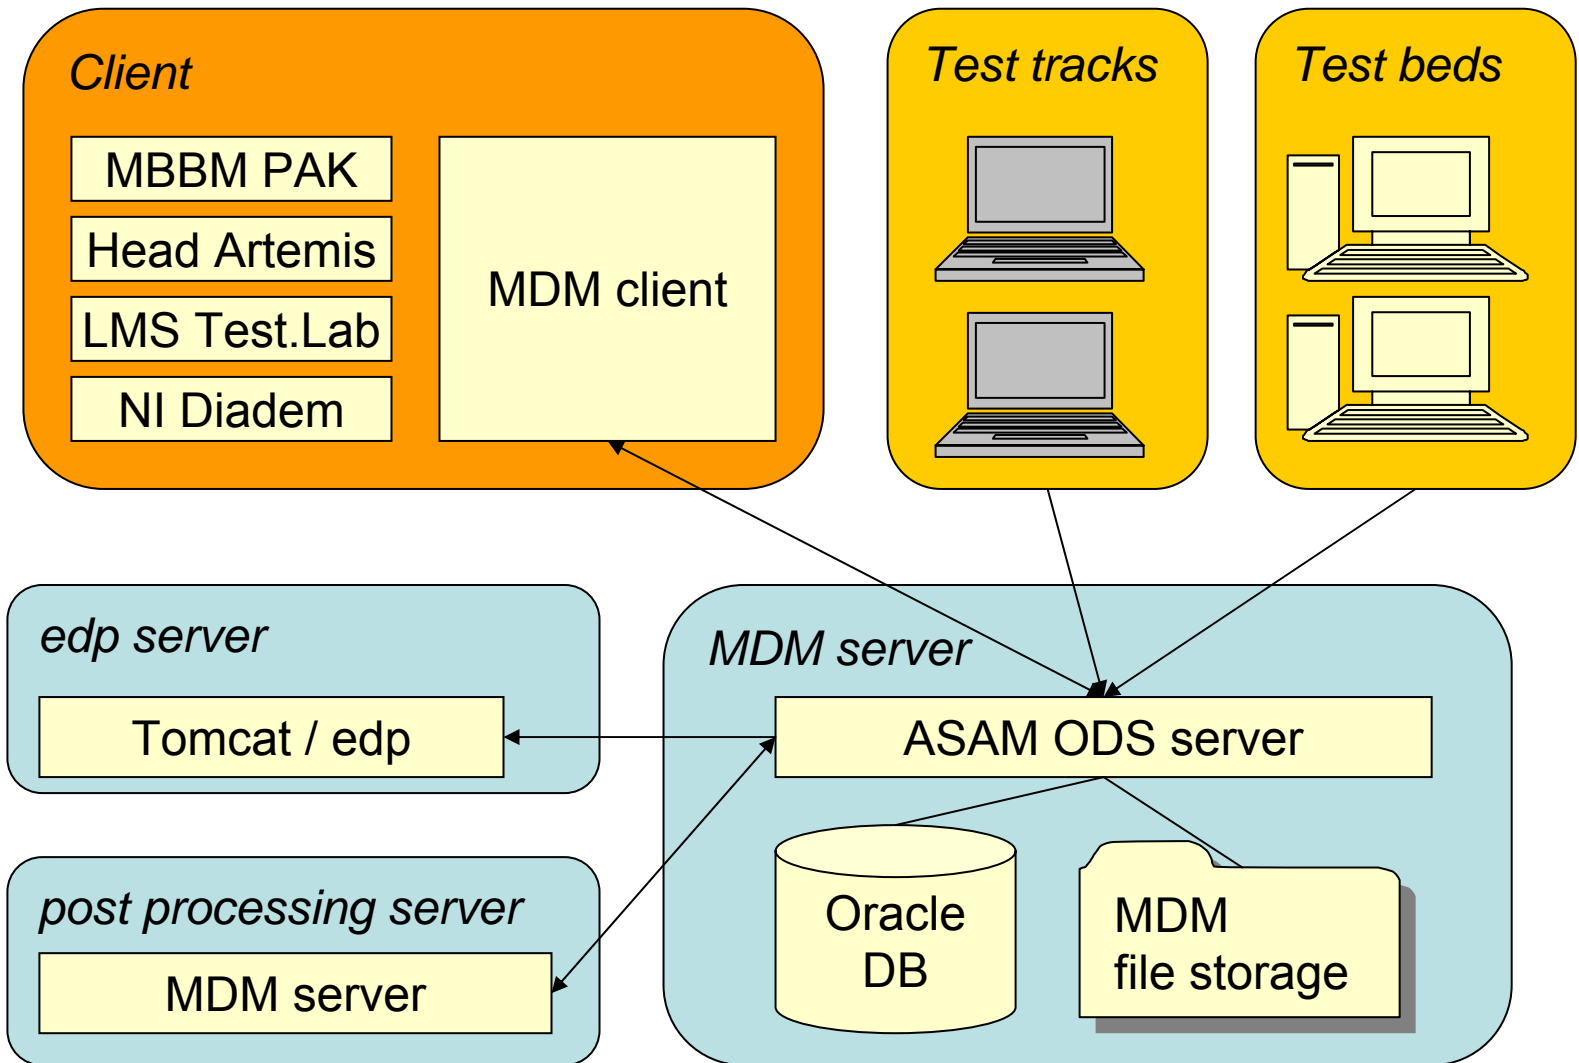 Client
MBBM PAK
Head Artemis
LMS Test.Lab
NI Diadem
MDM client
Test tracks
Test beds
edp server
Tomcat / edp
post processing server
MDM server
MDM server
ASAM ODS server
Oracle
DB
MDM
file storage